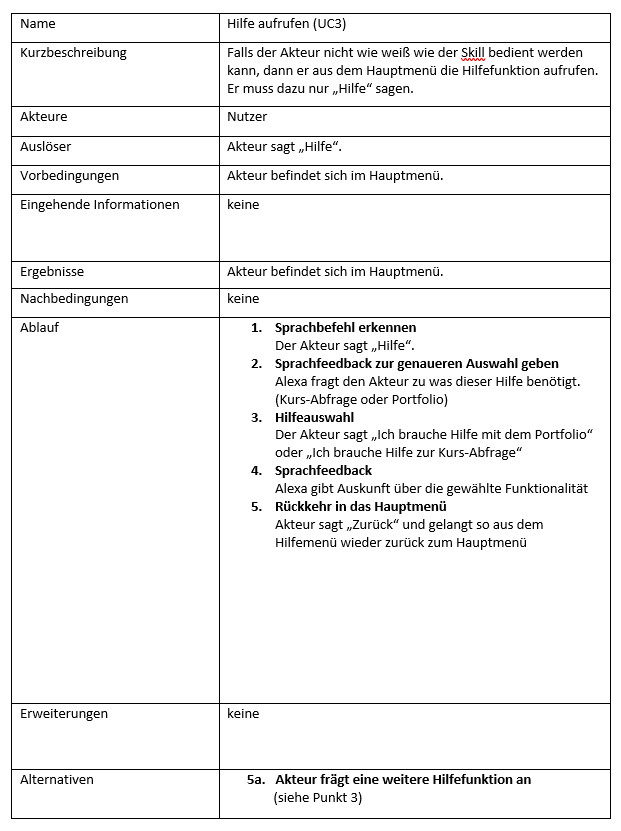 Name
Hilfe aufrufen (UC3)
Kurzbeschreibung
Falls der Akteur nicht wie weiß wie der Skill bedient werden
kann, dann er aus dem Hauptmenü die Hilfefunktion aufrufen.
Er muss dazu nur „Hilfe“ sagen.
Akteure
Nutzer
Auslöser
Akteur sagt „Hilfe“.
Vorbedingungen
Akteur befindet sich im Hauptmenü.
Eingehende Informationen
keine
Ergebnisse
Akteur befindet sich im Hauptmenü.
Nachbedingungen
keine
Ablauf
1. Sprachbefehl erkennen
Der Akteur sagt „Hilfe“.
2. Sprachfeedback zur genaueren Auswahl geben
Alexa fragt den Akteur zu was dieser Hilfe benötigt.
(Kurs-Abfrage oder Portfolio)
3. Hilfeauswahl
Der Akteur sagt „Ich brauche Hilfe mit dem Portfolio“
oder „Ich brauche Hilfe zur Kurs-Abfrage“
4. Sprachfeedback
Alexa gibt Auskunft über die gewählte Funktionalität
5. Rückkehr in das Hauptmenü
Akteur sagt „Zurück“ und gelangt so aus dem
Hilfemenü wieder zurück zum Hauptmenü
Erweiterungen
keine
Alternativen
5a. Akteur frägt eine weitere Hilfefunktion an
(siehe Punkt 3)